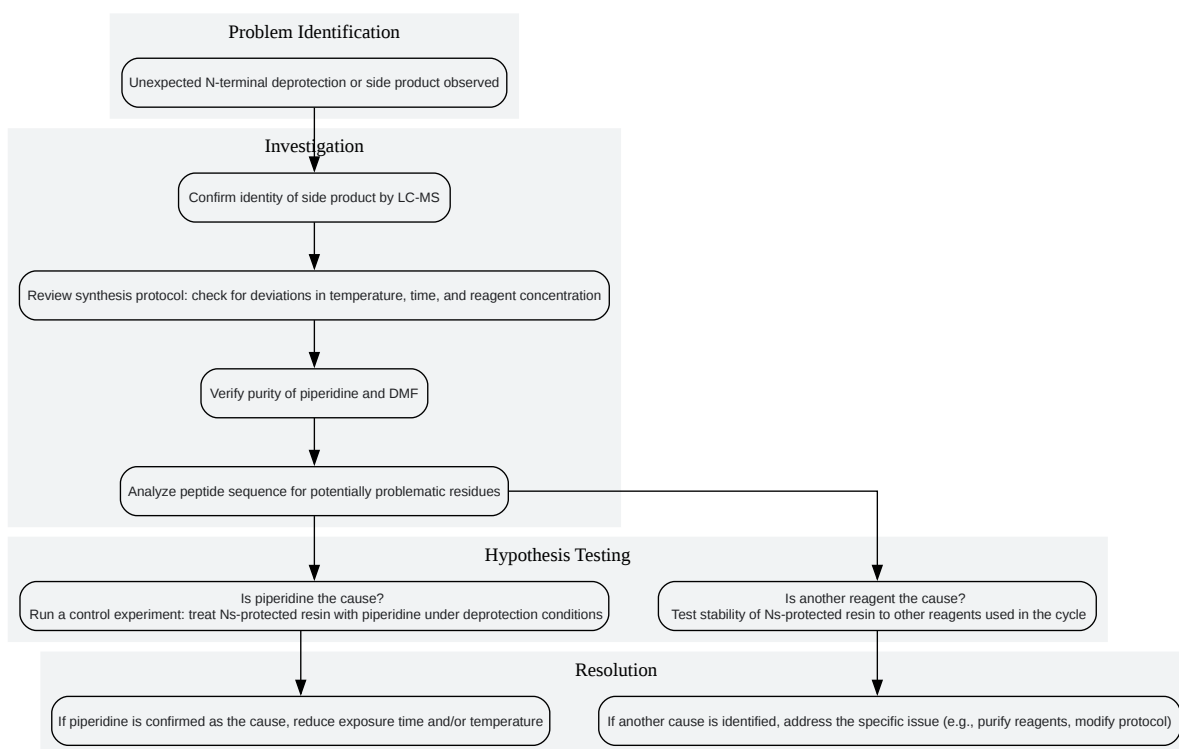 Problem Identification
Unexpected N-terminal deprotection or side product observed
Investigation
Confirm identity of side product by LC-MS
Review synthesis protocol: check for deviations in temperature, time, and reagent concentration
Verify purity of piperidine and DMF
Analyze peptide sequence for potentially problematic residues
Hypothesis Testing
Is piperidine the cause?
Run a control experiment: treat Ns-protected resin with piperidine under deprotection conditions
Is another reagent the cause?
Test stability of Ns-protected resin to other reagents used in the cycle
Resolution
If piperidine is confirmed as the cause, reduce exposure time and/or temperature
If another cause is identified, address the specific issue (e.g., purify reagents, modify protocol)